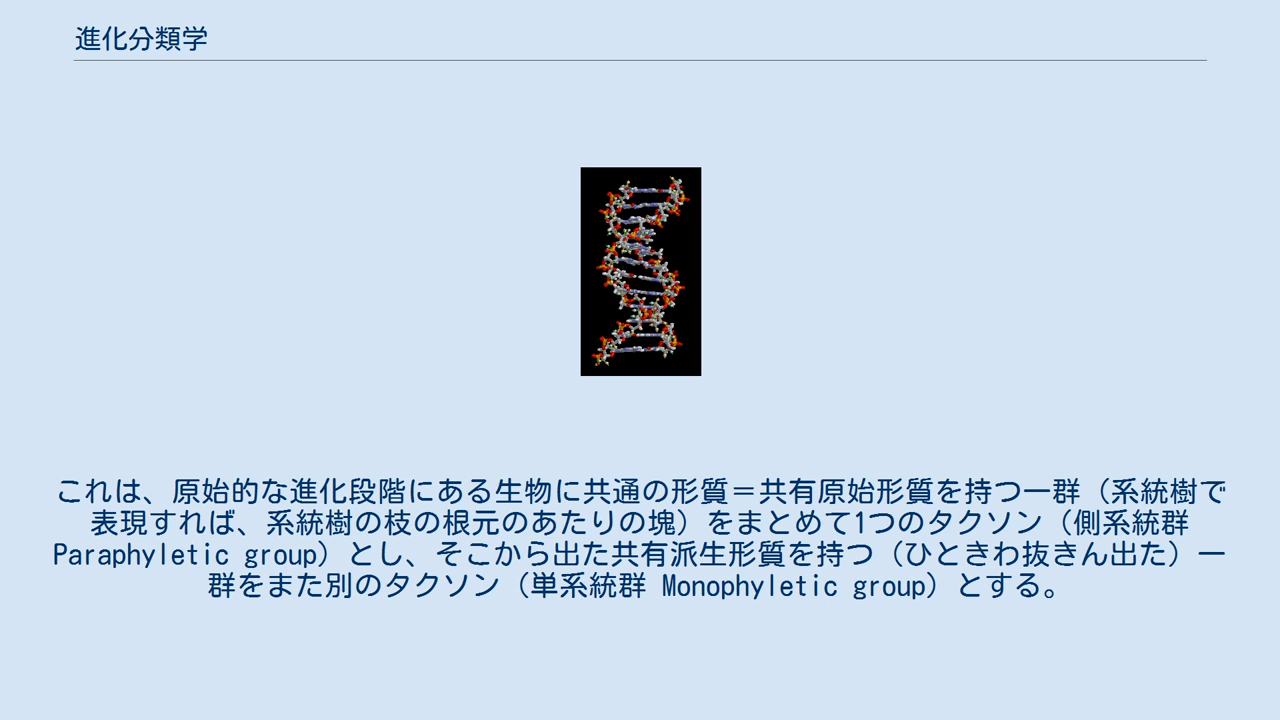 進化分類学
これは、原始的な進化段階にある生物に共通の形質＝共有原始形質を持つ一群（系統樹で
表現すれば、系統樹の枝の根元のあたりの塊）をまとめて1つのタクソン（側系統群
Paraphyletic group）とし、そこから出た共有派生形質を持つ（ひときわ抜きん出た）一
群をまた別のタクソン（単系統群 Monophyletic group）とする。